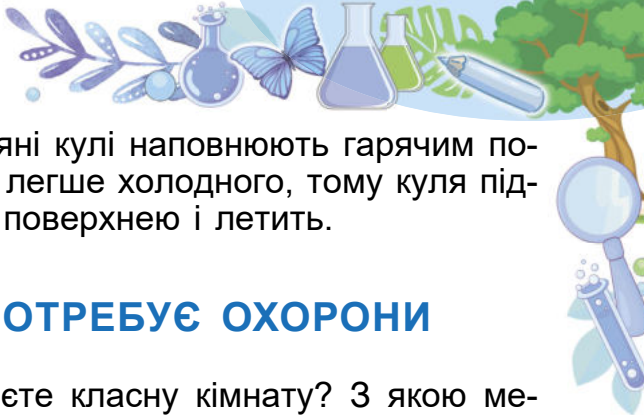 яні кулі наповнюють гарячим по-
легше холодного, тому куля під-
поверхнею і летить.
ОТРЕБУЄ ОХОРОНИ
єте класну кімнату? З якою ме-